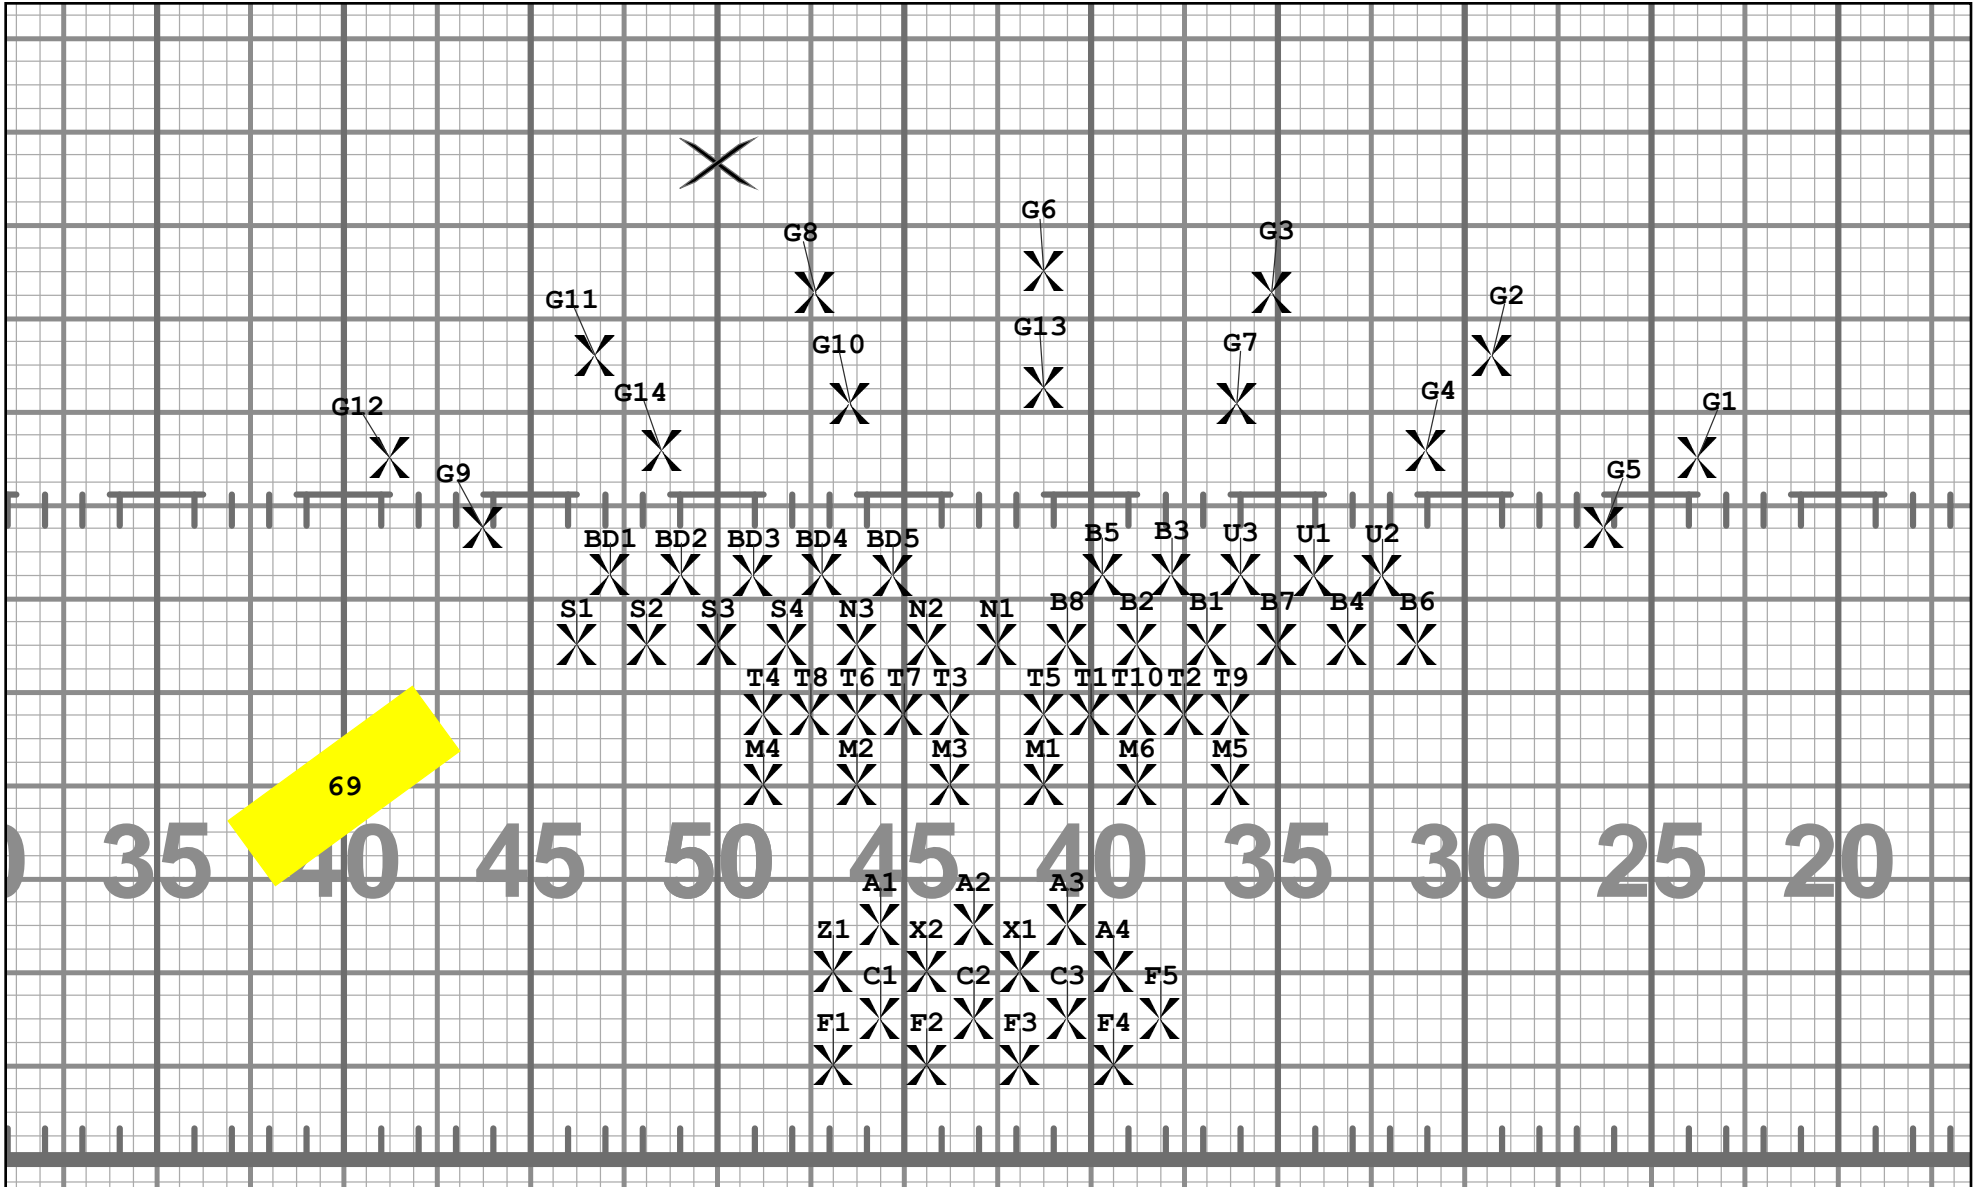 G6
G8 G3
G11 G2
G13
G10 G7
G14 G4
G12 G1
G9 G5
BD1 BD2 BD3 BD4 BD5 B5 B3 U3 U1 U2
S1 S2 S3 S4 N3 N2 N1 B8 B2 B1 B7 B4 B6
T4 T8 T6 T7 T3 T5 T1 T10 T2 T9
M4 M2 M3 M1 M6 M5
69
0 35 40 45 50 45 40 35 30 25 20
A1 A2 A3
Z1 X2 X1 A4
C1 C2 C3 F5
F1 F2 F3 F4